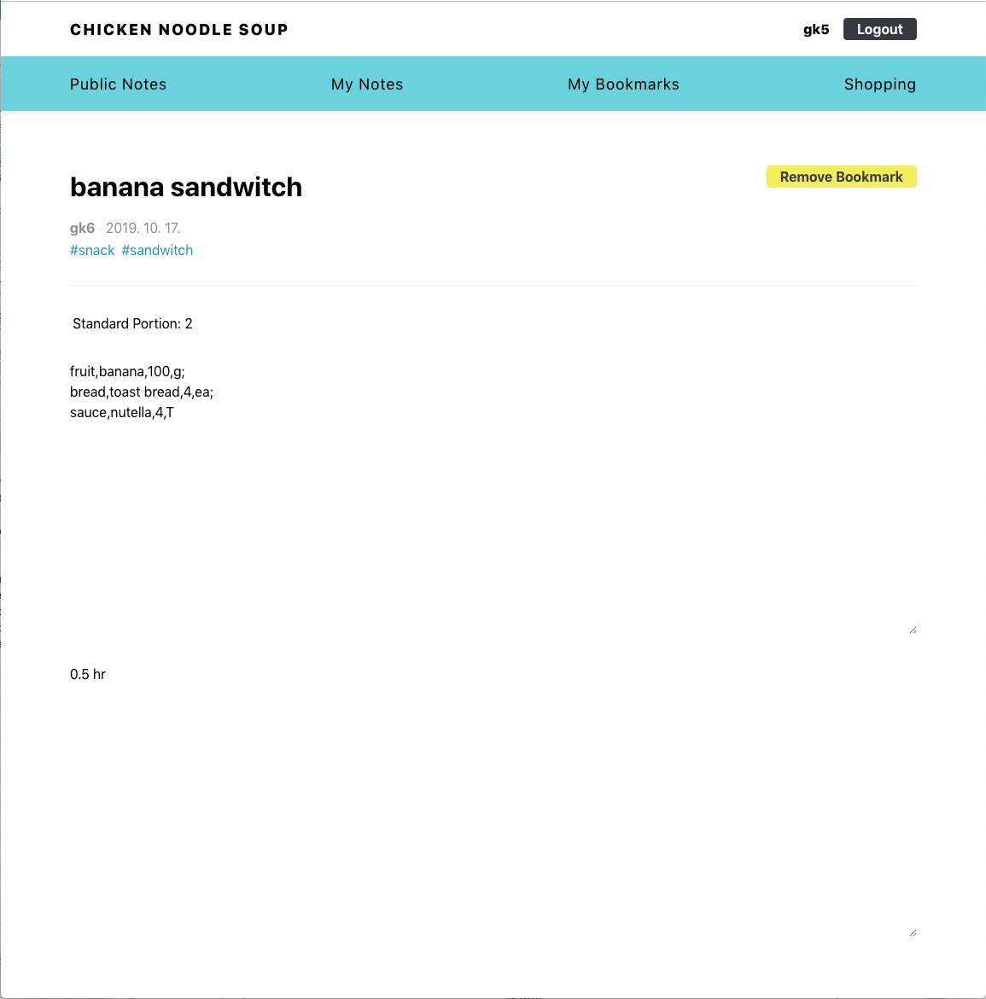 CHICKEN NOODLE SOUP
gk5 Logout
Public Notes My Notes My Bookmarks Shopping
banana sandwitch
Remove Bookmark
gk6 · 2019. 10. 17.
#snack #sandwitch
Standard Portion: 2
fruit,banana,100,g;
bread,toast bread,4,ea;
sauce,nutella,4,T
0.5 hr